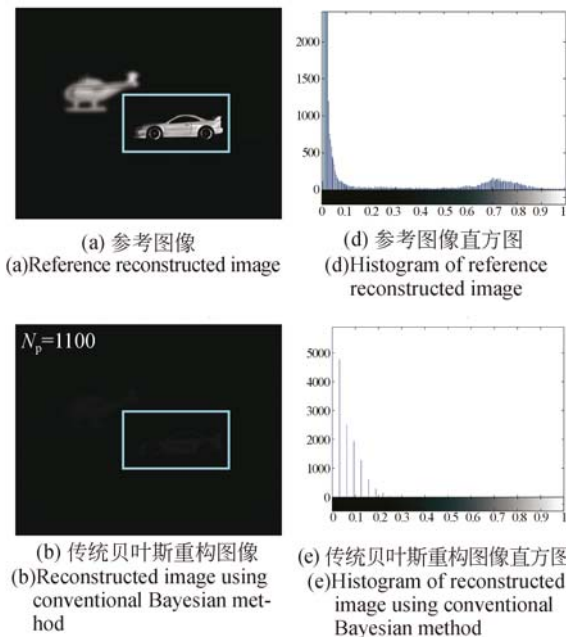 (a) 参考图像
(a)Reference reconstructed image
2000
1500
1000
500
0
0 0.1 0.2 0.3 0.4 0.5 0.6 0.7 0.8 0.9 1
(d) 参考图像直方图
(d)Histogram of reference
reconstructed image
Np=1100
(b) 传统贝叶斯重构图像
(b)Reconstructed image using
conventional Bayesian met-
hod
5000
4000
3000
2000
1000
0
0 0.1 0.2 0.3 0.4 0.5 0.6 0.7 0.8 0.9 1
(e) 传统贝叶斯重构图像直方图
(e)Histogram of reconstructed
image using conventional
Bayesian method